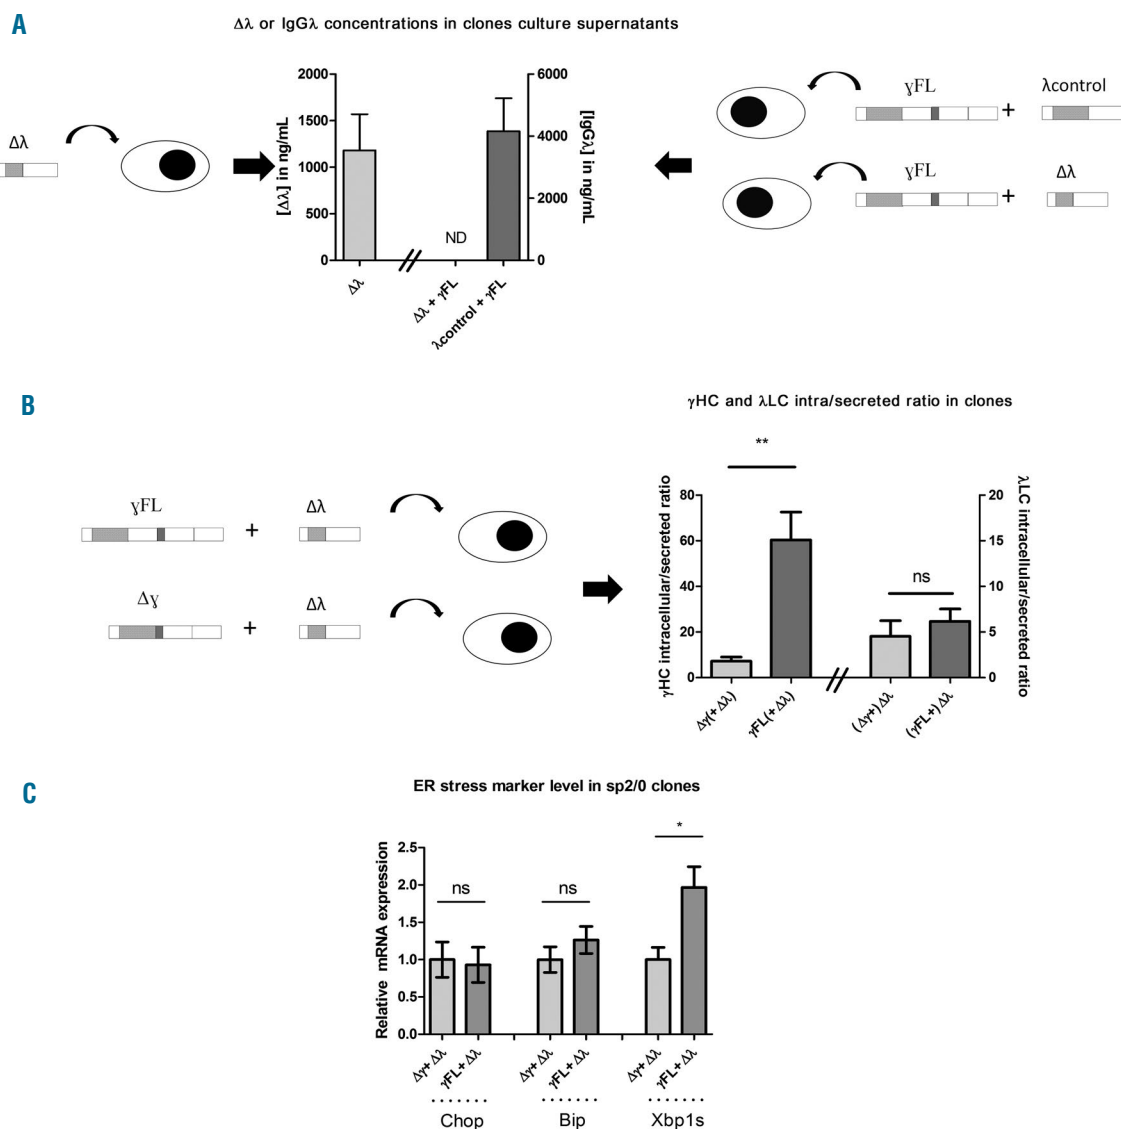 A
Δλ or IgGλ concentrations in clones culture supernatants
Δλ
[Δλ] in ng/mL
2000
1500
1000
500
0
ND
6000
4000
2000
0
[IgGλ] in ng/mL
Δλ
Δλ + γFL
λcontrol + γFL
ɣFL
+
λcontrol
ɣFL
+
Δλ
B
γHC and λLC intra/secreted ratio in clones
ɣFL
+
Δλ
Δɣ
+
Δλ
γHC intracellular/secreted ratio
80
60
40
20
0
**
ns
20
15
10
5
0
λLC intracellular/secreted ratio
Δγ(+Δλ)
γFL(+Δλ)
(Δγ+)Δλ
(γFL+)Δλ
C
ER stress marker level in sp2/0 clones
Relative mRNA expression
2.5
2.0
1.5
1.0
0.5
0.0
ns
ns
*
Δγ+Δλ
γFL+Δλ
Δγ+Δλ
γFL+Δλ
Δγ+Δλ
γFL+Δλ
Chop
Bip
Xbp1s